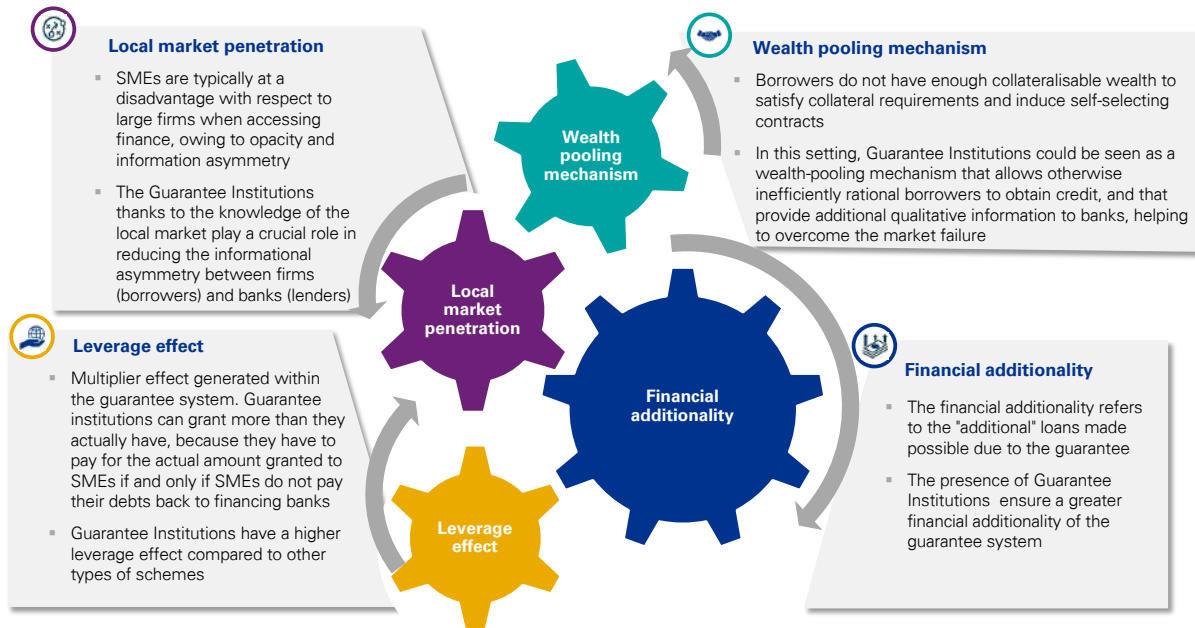 Local market penetration
▪ SMEs are typically at a
disadvantage with respect to
large firms when accessing
finance, owing to opacity and
information asymmetry
▪ The Guarantee Institutions
thanks to the knowledge of the
local market play a crucial role in
reducing the informational
asymmetry between firms
(borrowers) and banks (lenders)
Wealth pooling mechanism
▪ Borrowers do not have enough collateralisable wealth to
satisfy collateral requirements and induce self-selecting
contracts
▪ In this setting, Guarantee Institutions could be seen as a
wealth-pooling mechanism that allows otherwise
inefficiently rational borrowers to obtain credit, and that
provide additional qualitative information to banks, helping
to overcome the market failure
Wealth
pooling
mechanism
Local
market
penetration
Financial
additionality
Leverage
effect
Leverage effect
▪ Multiplier effect generated within
the guarantee system. Guarantee
institutions can grant more than they
actually have, because they have to
pay for the actual amount granted to
SMEs if and only if SMEs do not pay
their debts back to financing banks
▪ Guarantee Institutions have a higher
leverage effect compared to other
types of schemes
Financial additionality
▪ The financial additionality refers
to the "additional" loans made
possible due to the guarantee
▪ The presence of Guarantee
Institutions ensure a greater
financial additionality of the
guarantee system